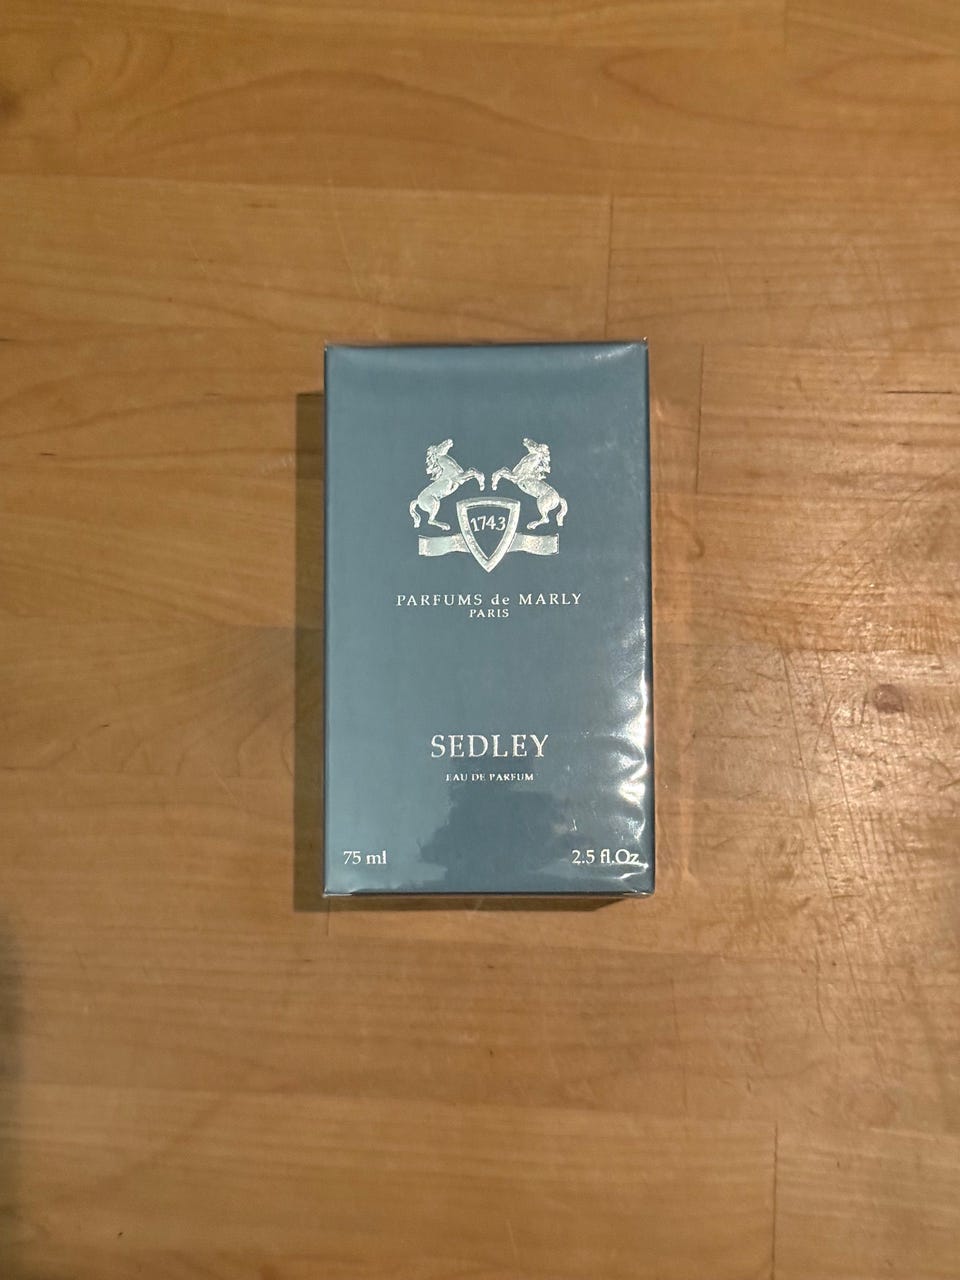 1743
PARFUMS de MARLY
PARIS
SEDLEY
EAU DE PARFUM
75 ml
2.5 fl.Oz.